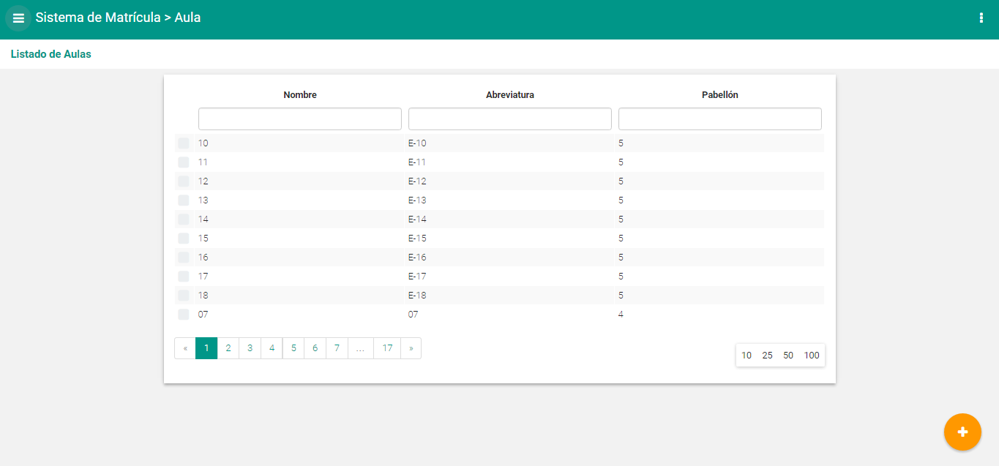 Sistema de Matrícula > Aula
Listado de Aulas
Nombre Abreviatura Pabellón
10 E-10 5
11 E-11 5
12 E-12 5
13 E-13 5
14 E-14 5
15 E-15 5
16 E-16 5
17 E-17 5
18 E-18 5
07 07 4
« 1 2 3 4 5 6 7 ... 17 »
10 25 50 100